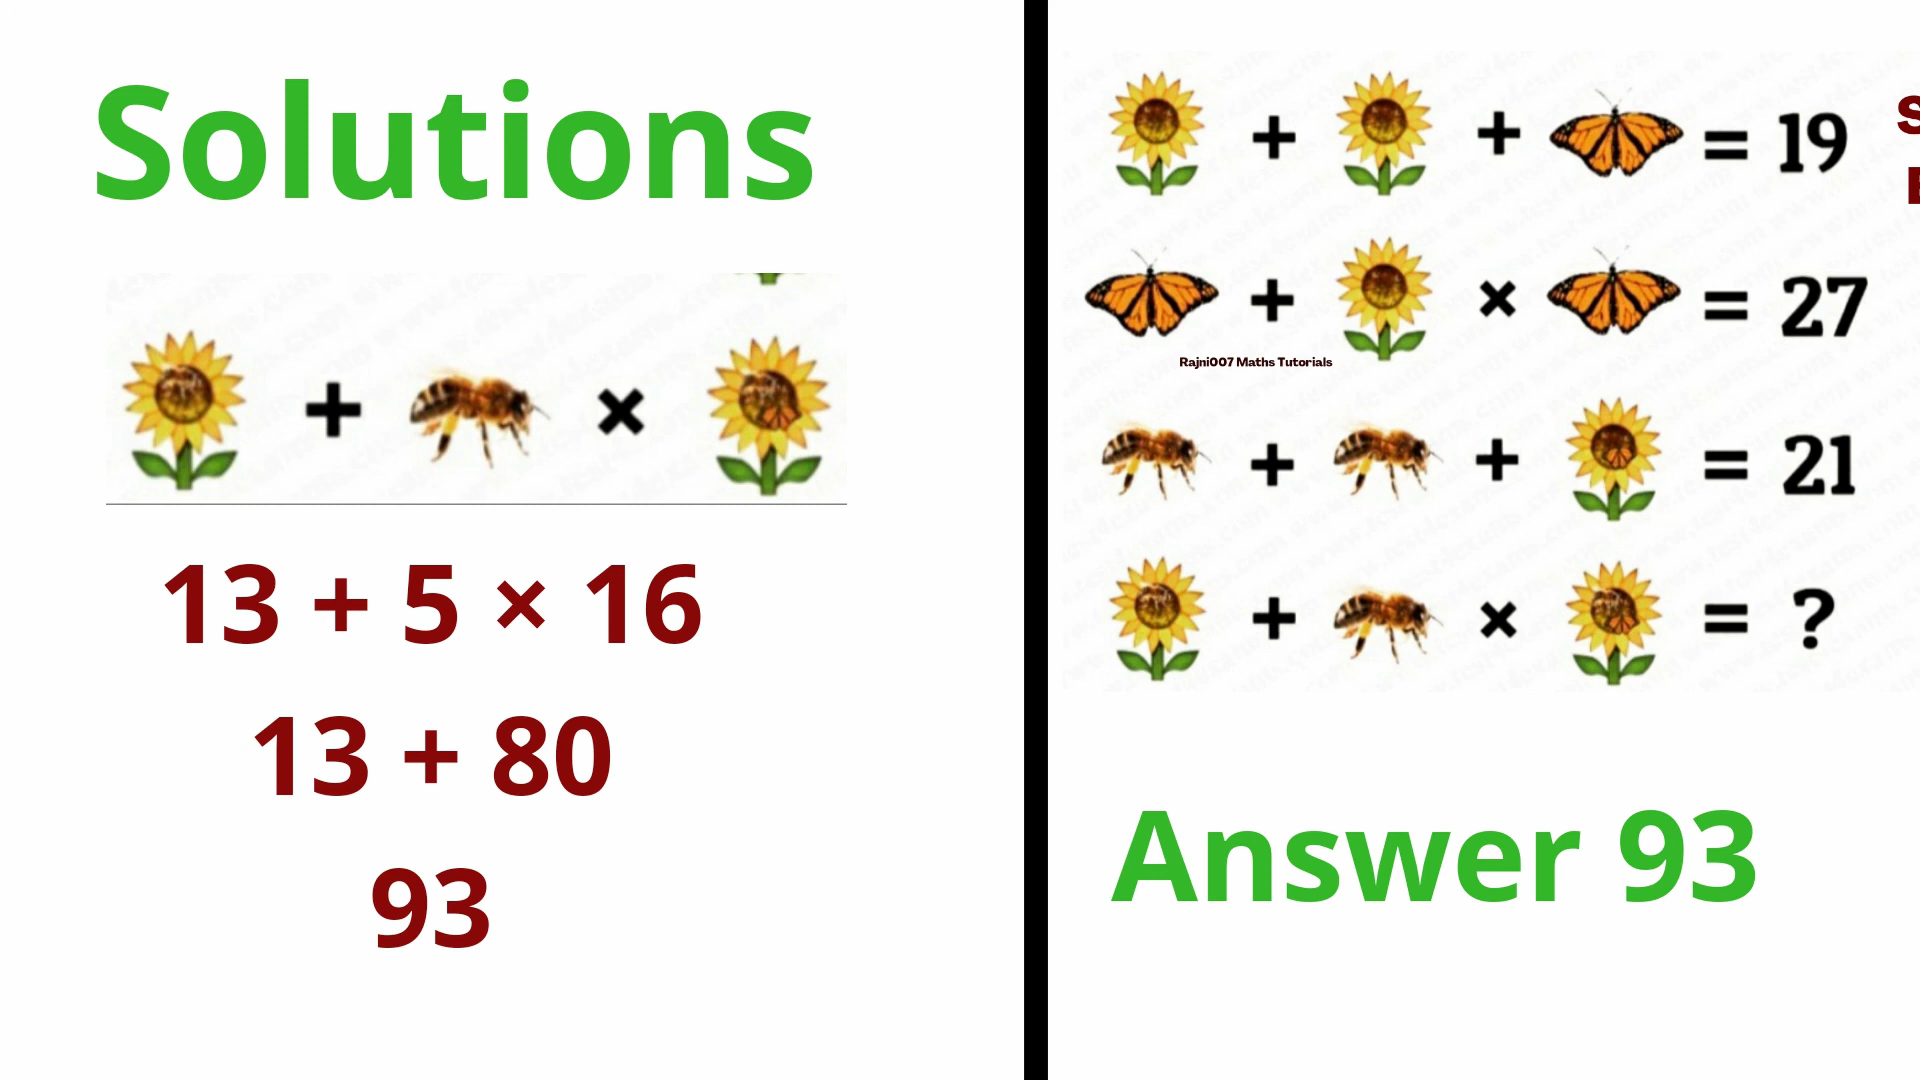 Solutions
+ ×
13 + 5 × 16
13 + 80
93
+ + = 19
+ × = 27
Rajni007 Maths Tutorials
+ + = 21
+ × = ?
Answer 93